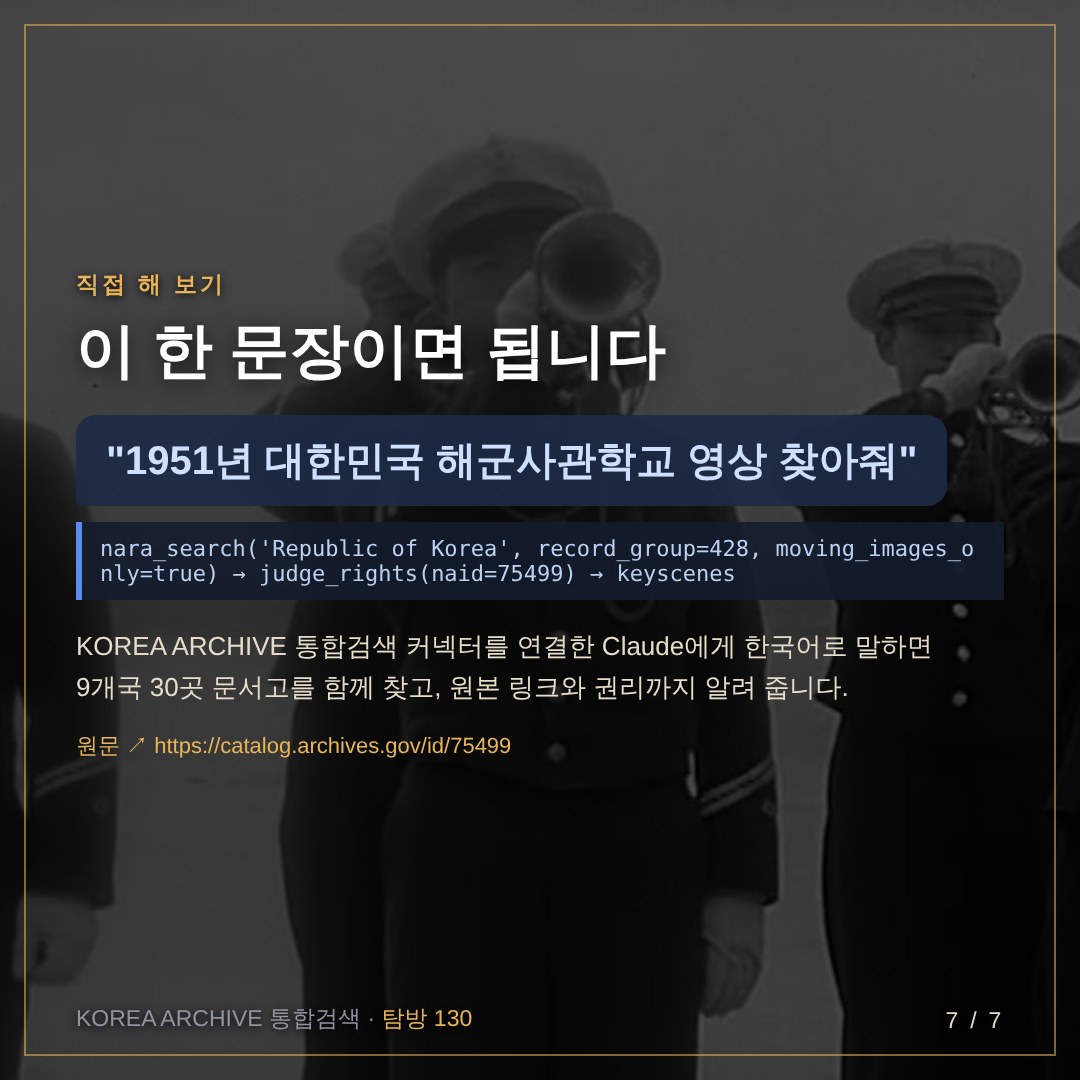 직접 해 보기
이 한 문장이면 됩니다
"1951년 대한민국 해군사관학교 영상 찾아줘"
nara_search('Republic of Korea', record_group=428, moving_images_o
nly=true) → judge_rights(naid=75499) → keyscenes
KOREA ARCHIVE 통합검색 커넥터를 연결한 Claude에게 한국어로 말하면
9개국 30곳 문서고를 함께 찾고, 원본 링크와 권리까지 알려 줍니다.
원문 ↗ https://catalog.archives.gov/id/75499
KOREA ARCHIVE 통합검색 · 탐방 130
7 / 7